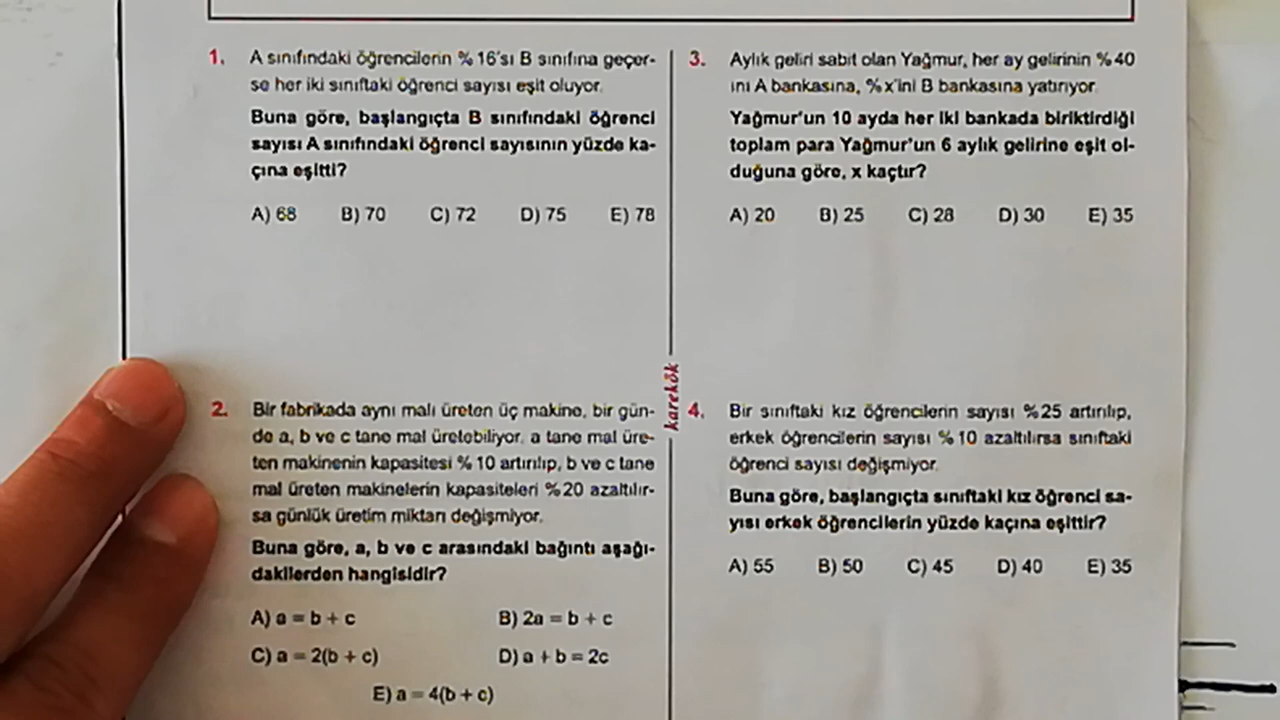 1. A sınıfındaki öğrencilerin % 16'sı B sınıfına geçer-
se her iki sınıftaki öğrenci sayısı eşit oluyor.
Buna göre, başlangıçta B sınıfındaki öğrenci
sayısı A sınıfındaki öğrenci sayısının yüzde ka-
çına eşitti?
A) 68 B) 70 C) 72 D) 75 E) 78
2. Bir fabrikada aynı malı üreten üç makine, bir gün-
de a, b ve c tane mal üretebiliyor. a tane mal üre-
ten makinenin kapasitesi % 10 artırılıp, b ve c tane
mal üreten makinelerin kapasiteleri % 20 azaltılır-
sa günlük üretim miktarı değişmiyor.
Buna göre, a, b ve c arasındaki bağıntı aşağı-
dakilerden hangisidir?
A) a = b + c B) 2a = b + c
C) a = 2(b + c) D) a + b = 2c
E) a = 4(b + c)
karekök
3. Aylık geliri sabit olan Yağmur, her ay gelirinin % 40
ını A bankasına, % x'ini B bankasına yatırıyor.
Yağmur'un 10 ayda her iki bankada biriktirdiği
toplam para Yağmur'un 6 aylık gelirine eşit ol-
duğuna göre, x kaçtır?
A) 20 B) 25 C) 28 D) 30 E) 35
4. Bir sınıftaki kız öğrencilerin sayısı % 25 artırılıp,
erkek öğrencilerin sayısı % 10 azaltılırsa sınıftaki
öğrenci sayısı değişmiyor.
Buna göre, başlangıçta sınıftaki kız öğrenci sa-
yısı erkek öğrencilerin yüzde kaçına eşittir?
A) 55 B) 50 C) 45 D) 40 E) 35